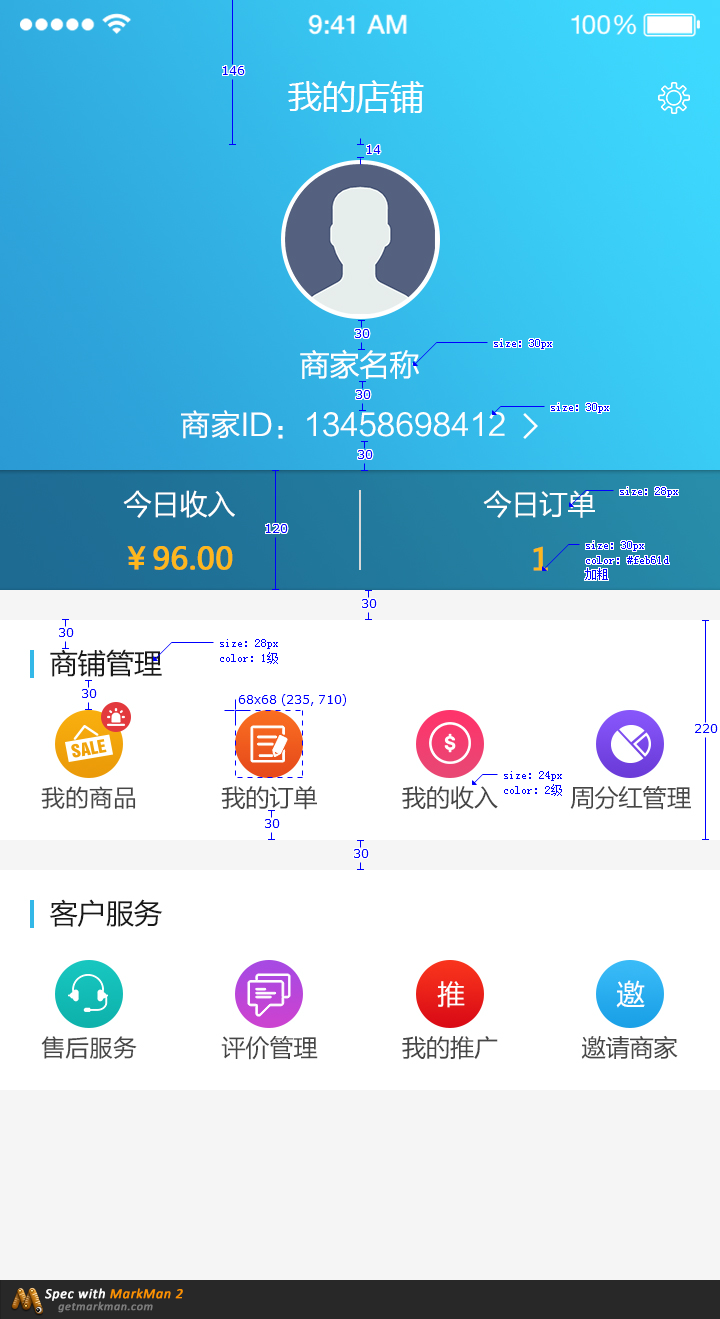 9:41 AM
100%
146
我的店铺
14
30
size: 30px
商家名称
30
size: 30px
商家ID：13458698412
30
size: 28px
今日收入
今日订单
120
size: 30px
color: #feb61d
加粗
￥96.00
1
30
30
size: 28px
color: 1级
商铺管理
30
68x68 (235, 710)
220
SALE
$
size: 24px
color: 2级
我的商品
我的订单
我的收入
周分红管理
30
30
客户服务
推
邀
售后服务
评价管理
我的推广
邀请商家
Spec with MarkMan 2
getmarkman.com